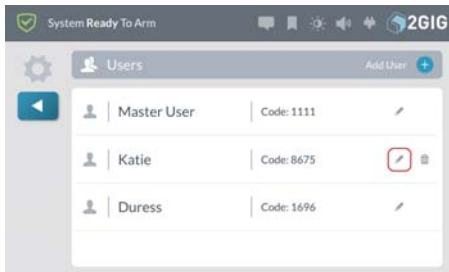 System Ready To Arm 2GIG
Users Add User
Master User Code: 1111
Katie Code: 8675
Duress Code: 1696